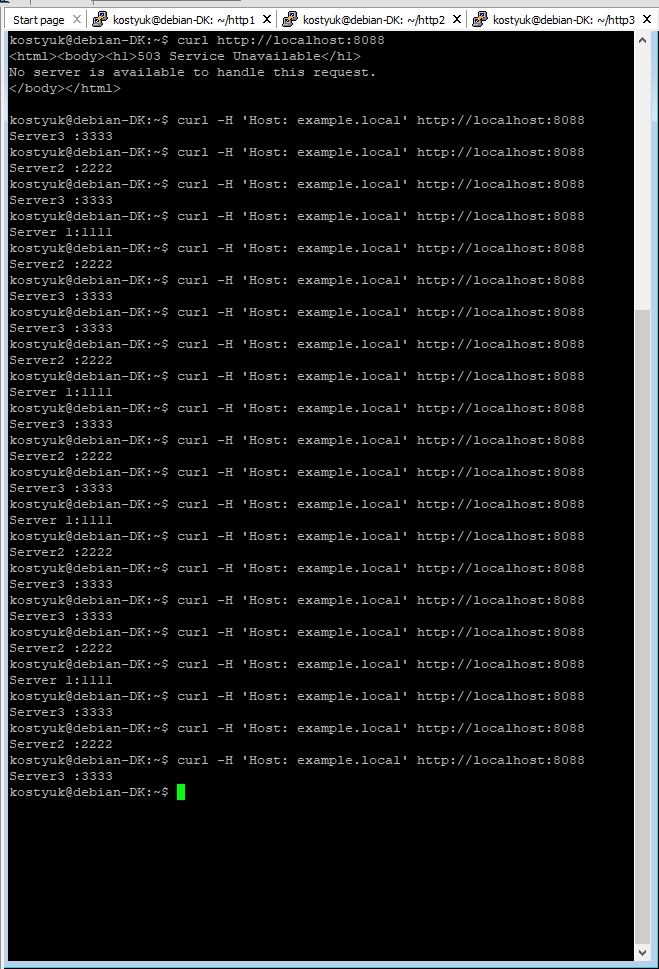 Start page
kostyuk@debian-DK: ~/http1
kostyuk@debian-DK: ~/http2
kostyuk@debian-DK: ~/http3
kostyuk@debian-DK:~$ curl http://localhost:8088
<html><body><h1>503 Service Unavailable</h1>
No server is available to handle this request.
</body></html>
kostyuk@debian-DK:~$ curl -H 'Host: example.local' http://localhost:8088
Server3 :3333
kostyuk@debian-DK:~$ curl -H 'Host: example.local' http://localhost:8088
Server2 :2222
kostyuk@debian-DK:~$ curl -H 'Host: example.local' http://localhost:8088
Server3 :3333
kostyuk@debian-DK:~$ curl -H 'Host: example.local' http://localhost:8088
Server 1:1111
kostyuk@debian-DK:~$ curl -H 'Host: example.local' http://localhost:8088
Server2 :2222
kostyuk@debian-DK:~$ curl -H 'Host: example.local' http://localhost:8088
Server3 :3333
kostyuk@debian-DK:~$ curl -H 'Host: example.local' http://localhost:8088
Server3 :3333
kostyuk@debian-DK:~$ curl -H 'Host: example.local' http://localhost:8088
Server2 :2222
kostyuk@debian-DK:~$ curl -H 'Host: example.local' http://localhost:8088
Server 1:1111
kostyuk@debian-DK:~$ curl -H 'Host: example.local' http://localhost:8088
Server3 :3333
kostyuk@debian-DK:~$ curl -H 'Host: example.local' http://localhost:8088
Server2 :2222
kostyuk@debian-DK:~$ curl -H 'Host: example.local' http://localhost:8088
Server3 :3333
kostyuk@debian-DK:~$ curl -H 'Host: example.local' http://localhost:8088
Server 1:1111
kostyuk@debian-DK:~$ curl -H 'Host: example.local' http://localhost:8088
Server2 :2222
kostyuk@debian-DK:~$ curl -H 'Host: example.local' http://localhost:8088
Server3 :3333
kostyuk@debian-DK:~$ curl -H 'Host: example.local' http://localhost:8088
Server3 :3333
kostyuk@debian-DK:~$ curl -H 'Host: example.local' http://localhost:8088
Server2 :2222
kostyuk@debian-DK:~$ curl -H 'Host: example.local' http://localhost:8088
Server 1:1111
kostyuk@debian-DK:~$ curl -H 'Host: example.local' http://localhost:8088
Server3 :3333
kostyuk@debian-DK:~$ curl -H 'Host: example.local' http://localhost:8088
Server2 :2222
kostyuk@debian-DK:~$ curl -H 'Host: example.local' http://localhost:8088
Server3 :3333
kostyuk@debian-DK:~$